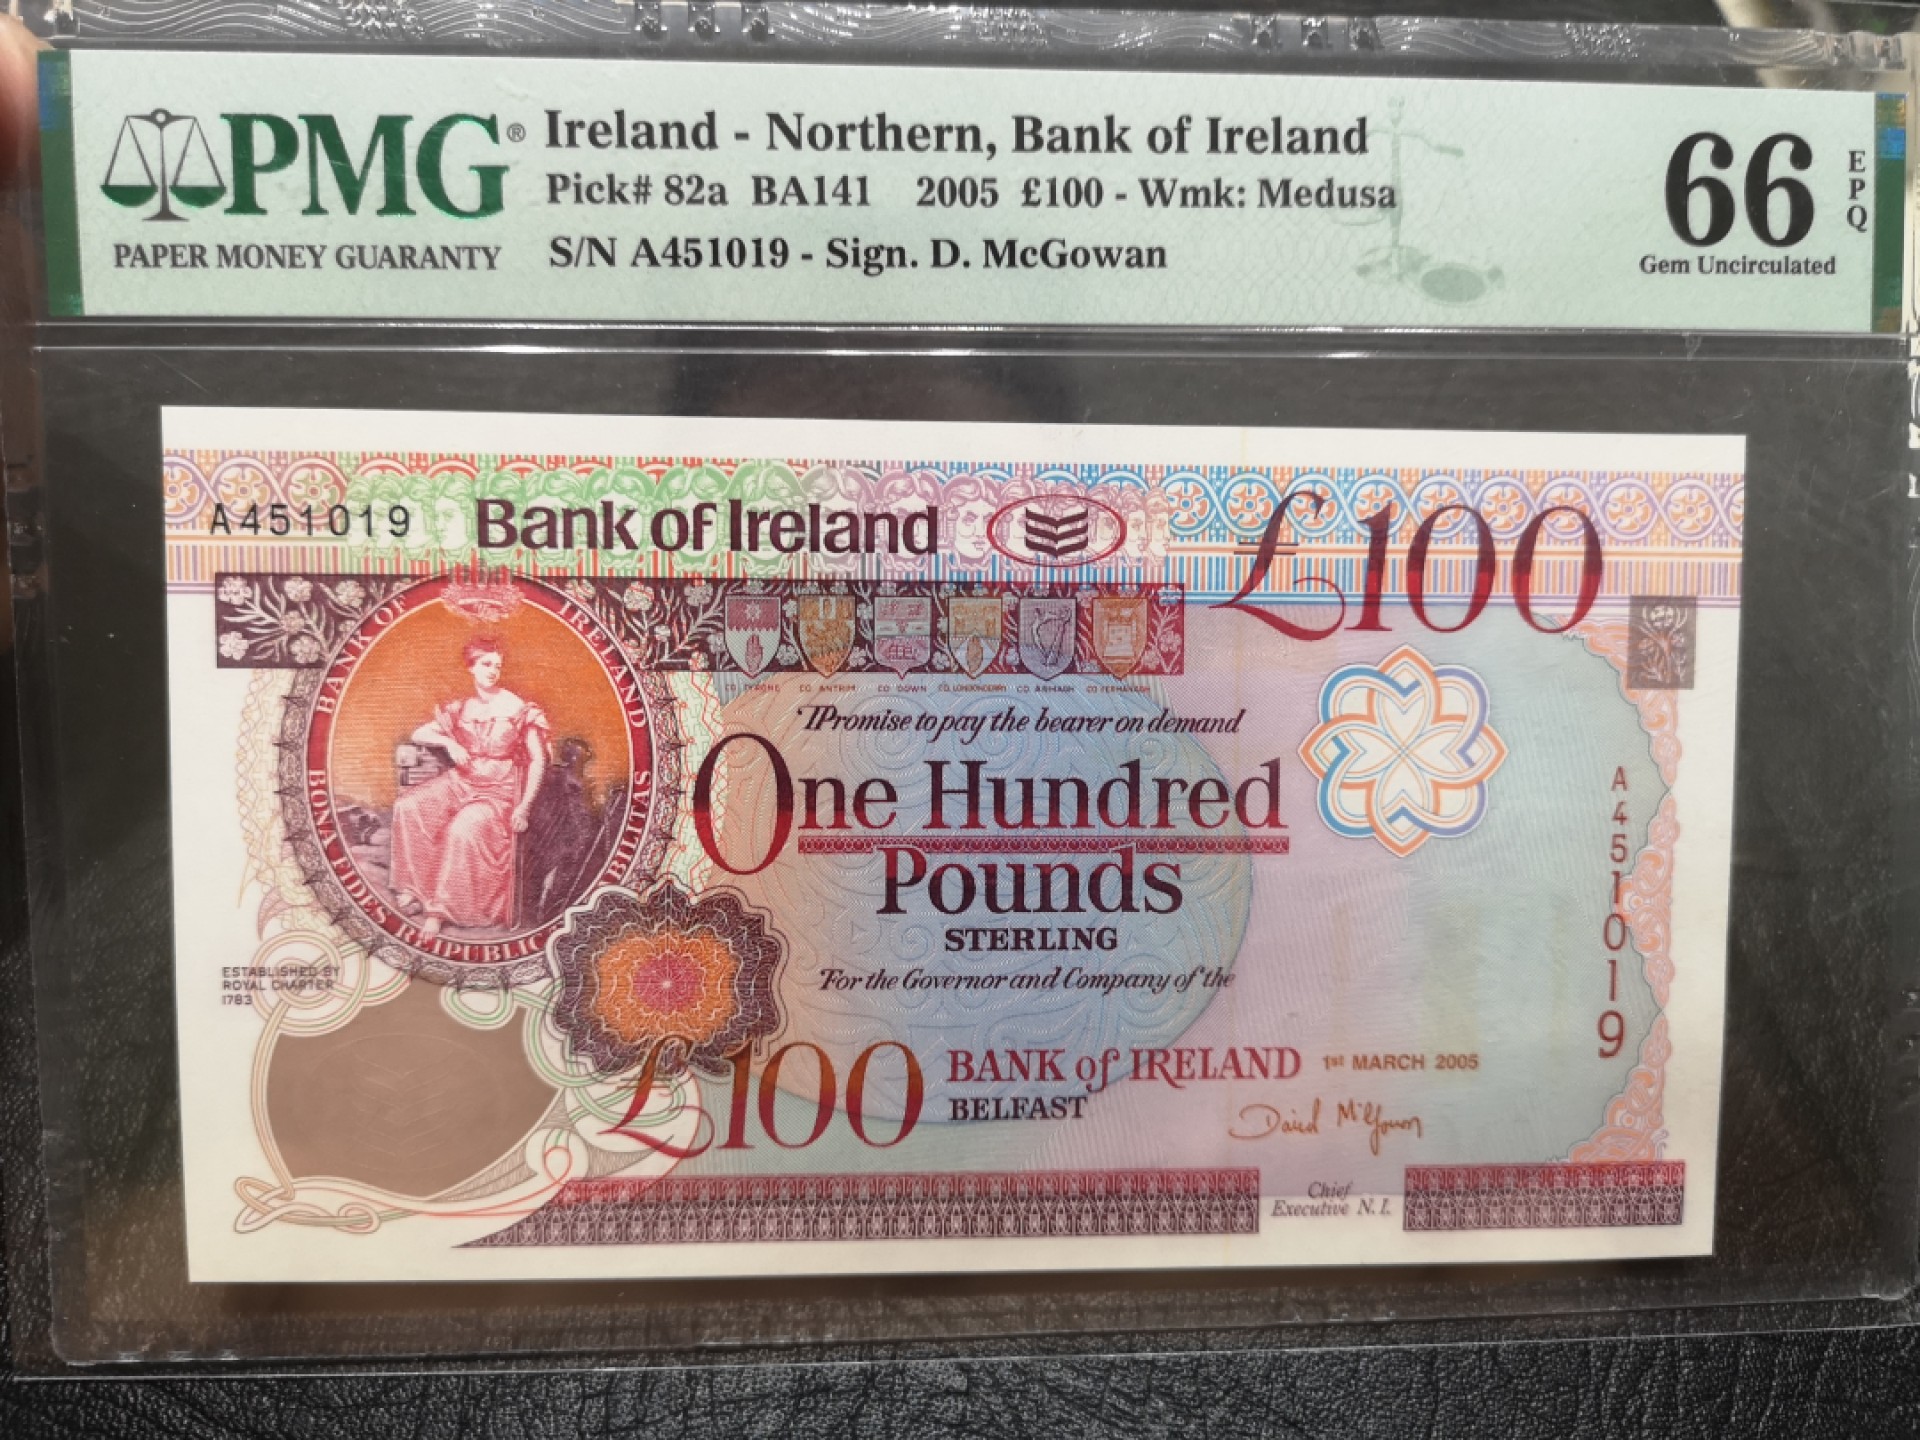 PMG®
PAPER MONEY GUARANTY
Ireland - Northern, Bank of Ireland
Pick# 82a BA141 2005 £100 - Wmk: Medusa
S/N A451019 - Sign. D. McGowan
66
EPQ
Gem Uncirculated
A451019
Bank of Ireland
£100
BANK OF IRELAND
BONA FIDES REIPUBLICÆ STABILITAS
CO. TYRONE CO. ANTRIM CO. DOWN CO. LONDONDERRY CO. ARMAGH CO. FERMANAGH
I Promise to pay the bearer on demand
One Hundred
Pounds
STERLING
For the Governor and Company of the
BANK of IRELAND
BELFAST
1st MARCH 2005
David McGowan
Chief
Executive N.I.
A451019
ESTABLISHED BY
ROYAL CHARTER
1783
£100